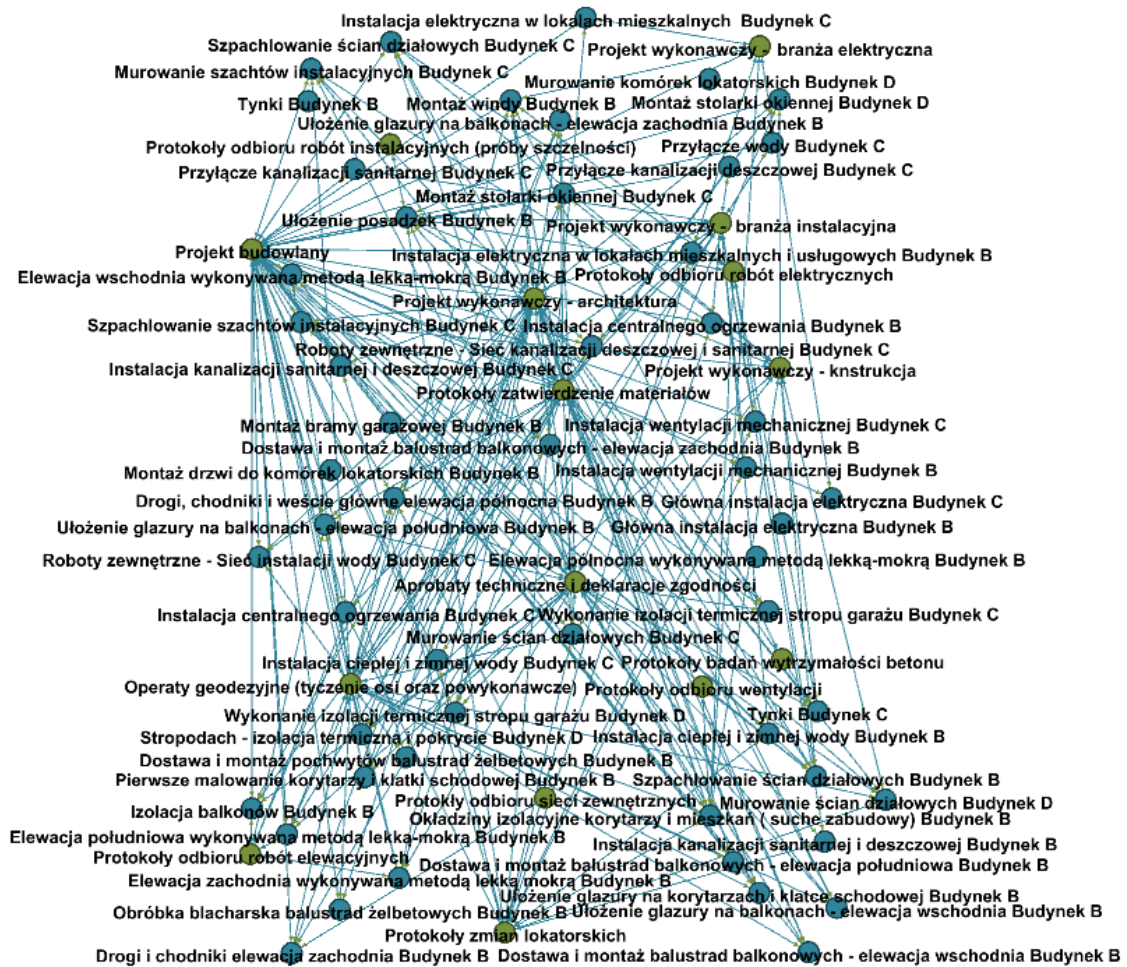 Instalacja elektryczna w lokalach mieszkalnych Budynek C
Szpachlowanie ścian działowych Budynek C
Projekt wykonawczy - branża elektryczna
Murowanie szachtów instalacyjnych Budynek C
Murowanie komórek lokatorskich Budynek D
Tynki Budynek B
Montaż windy Budynek B
Montaż stolarki okiennej Budynek D
Ułożenie glazury na balkonach - elewacja zachodnia Budynek B
Protokoły odbioru robót instalacyjnych (próby szczelności)
Przyłącze wody Budynek C
Przyłącze kanalizacji sanitarnej Budynek C
Przyłącze kanalizacji deszczowej Budynek C
Montaż stolarki okiennej Budynek C
Ułożenie posadzek Budynek B
Projekt wykonawczy - branża instalacyjna
Projekt budowlany
Instalacja elektryczna w lokalach mieszkalnych i usługowych Budynek B
Elewacja wschodnia wykonywana metodą lekką-mokrą Budynek B
Protokoły odbioru robót elektrycznych
Projekt wykonawczy - architektura
Szpachlowanie szachtów instalacyjnych Budynek C
Instalacja centralnego ogrzewania Budynek B
Roboty zewnętrzne - Sieć kanalizacji deszczowej i sanitarnej Budynek C
Instalacja kanalizacji sanitarnej i deszczowej Budynek C
Projekt wykonawczy - knstrukcja
Protokoły zatwierdzenie materiałów
Montaż bramy garażowej Budynek B
Instalacja wentylacji mechanicznej Budynek C
Dostawa i montaż balustrad balkonowych - elewacja zachodnia Budynek B
Montaż drzwi do komórek lokatorskich Budynek B
Instalacja wentylacji mechanicznej Budynek B
Drogi, chodniki i weście główne elewacja północna Budynek B
Główna instalacja elektryczna Budynek C
Ułożenie glazury na balkonach - elewacja południowa Budynek B
Główna instalacja elektryczna Budynek B
Roboty zewnętrzne - Sieć instalacji wody Budynek C
Elewacja północna wykonywana metodą lekką-mokrą Budynek B
Aprobaty techniczne i deklaracje zgodności
Instalacja centralnego ogrzewania Budynek C
Wykonanie izolacji termicznej stropu garażu Budynek C
Murowanie ścian działowych Budynek C
Instalacja ciepłej i zimnej wody Budynek C
Protokoły badań wytrzymałości betonu
Operaty geodezyjne (tyczenie osi oraz powykonawcze)
Protokoły odbioru wentylacji
Wykonanie izolacji termicznej stropu garażu Budynek D
Tynki Budynek C
Stropodach - izolacja termiczna i pokrycie Budynek D
Instalacja ciepłej i zimnej wody Budynek B
Dostawa i montaż pochwytów balustrad żelbetowych Budynek B
Pierwsze malowanie korytarzy i klatki schodowej Budynek B
Szpachlowanie ścian działowych Budynek B
Protokły odbioru sieci zewnętrznych
Murowanie ścian działowych Budynek D
Izolacja balkonów Budynek B
Okładziny izolacyjne korytarzy i mieszkań ( suche zabudowy) Budynek B
Elewacja południowa wykonywana metodą lekką-mokrą Budynek B
Instalacja kanalizacji sanitarnej i deszczowej Budynek B
Protokoły odbioru robót elewacyjnych
Dostawa i montaż balustrad balkonowych - elewacja południowa Budynek B
Elewacja zachodnia wykonywana metodą lekką mokrą Budynek B
Ułożenie glazury na korytarzach i klatce schodowej Budynek B
Obróbka blacharska balustrad żelbetowych Budynek B
Ułożenie glazury na balkonach - elewacja wschodnia Budynek B
Protokoły zmian lokatorskich
Drogi i chodniki elewacja zachodnia Budynek B
Dostawa i montaż balustrad balkonowych - elewacja wschodnia Budynek B